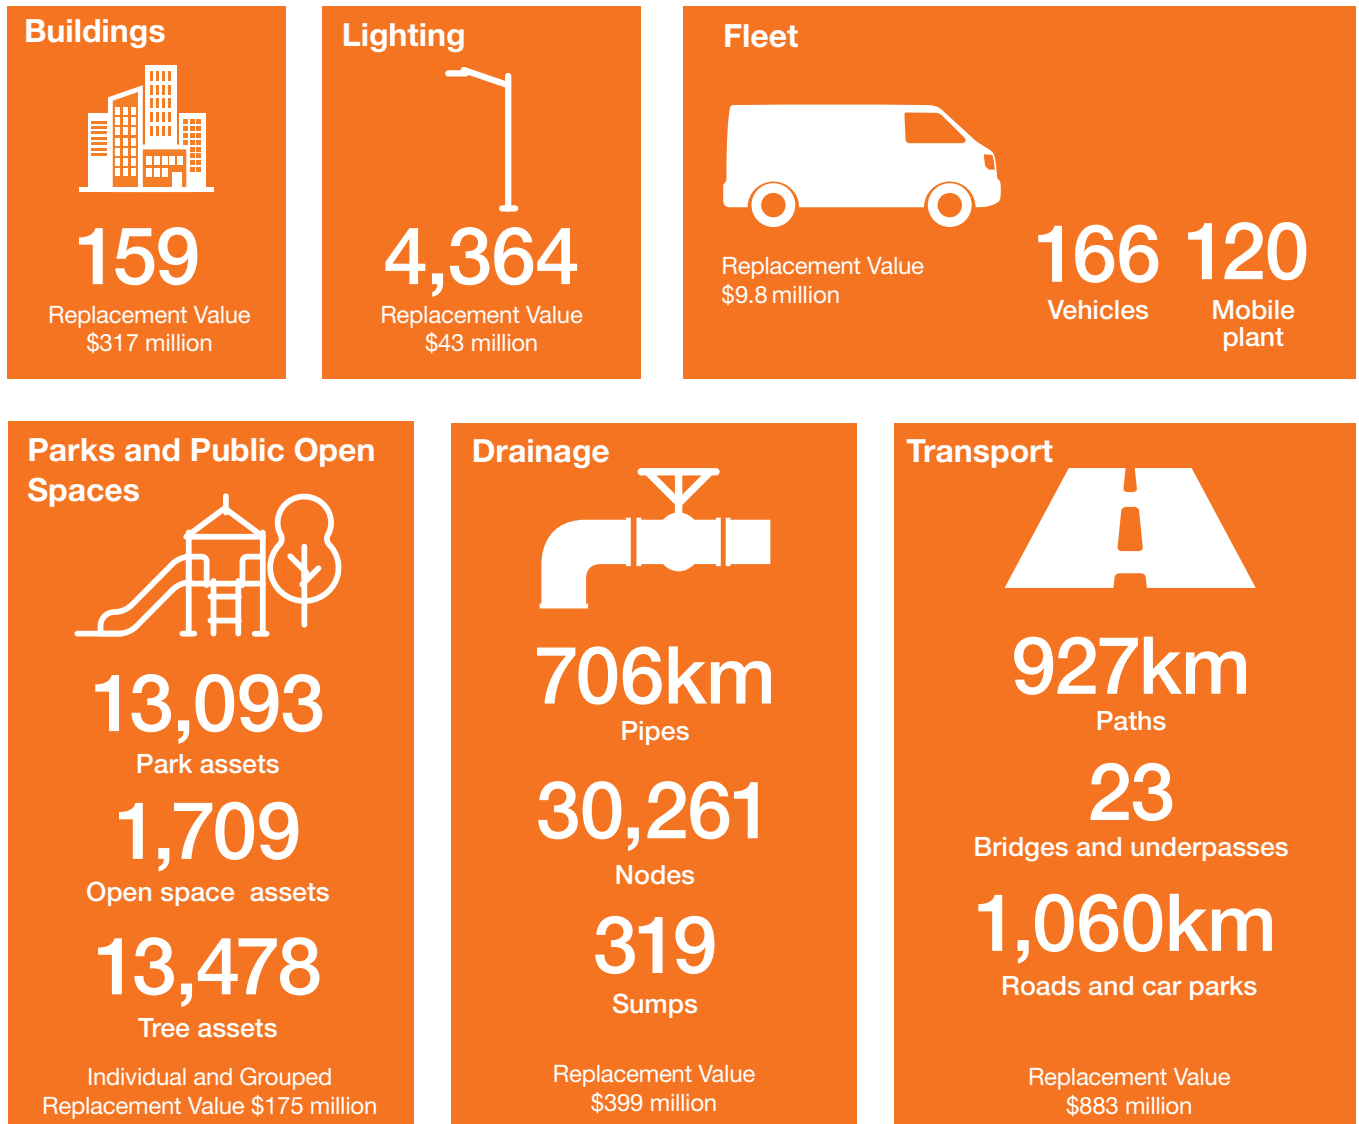 Buildings
159
Replacement Value
$317 million
Lighting
4,364
Replacement Value
$43 million
Fleet
Replacement Value
$9.8 million
166
Vehicles
120
Mobile
plant
Parks and Public Open
Spaces
13,093
Park assets
1,709
Open space assets
13,478
Tree assets
Individual and Grouped
Replacement Value $175 million
Drainage
706km
Pipes
30,261
Nodes
319
Sumps
Replacement Value
$399 million
Transport
927km
Paths
23
Bridges and underpasses
1,060km
Roads and car parks
Replacement Value
$883 million